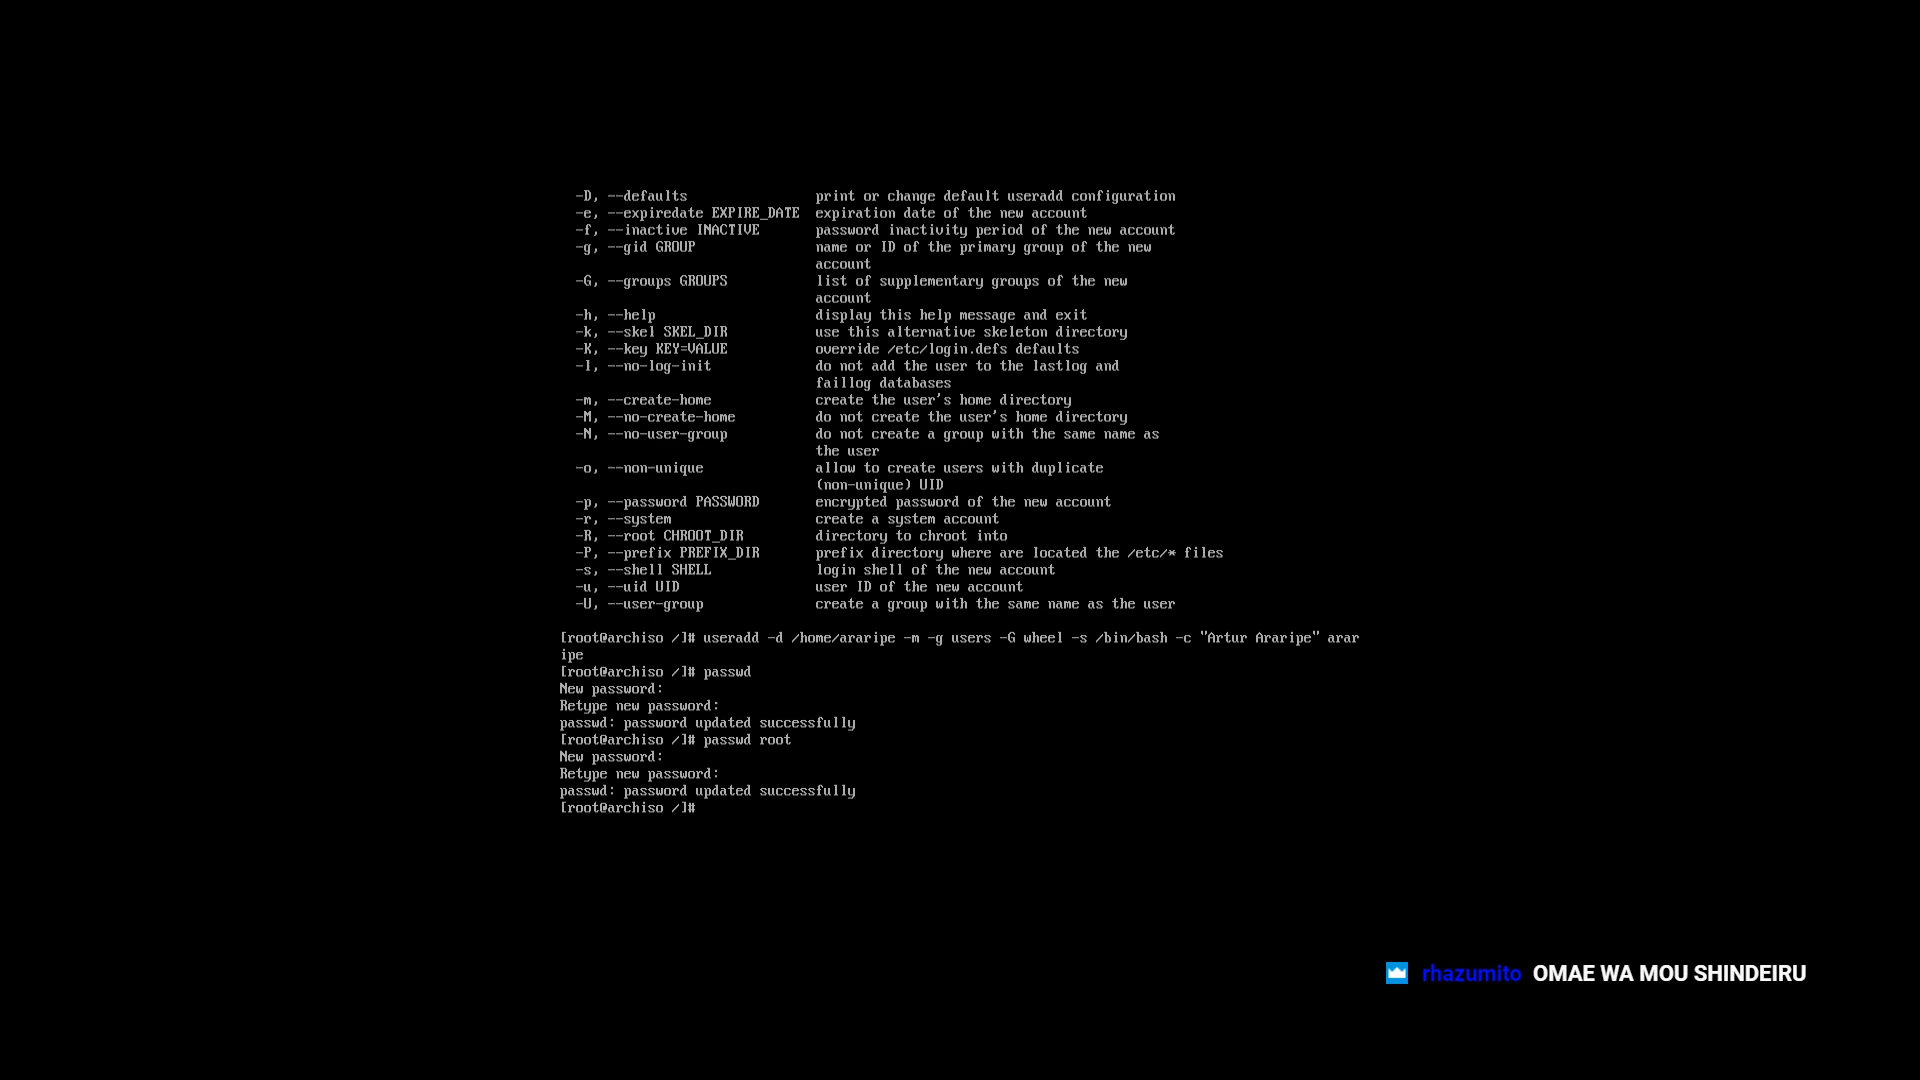 -D, --defaults                print or change default useradd configuration
-e, --expiredate EXPIRE_DATE  expiration date of the new account
-f, --inactive INACTIVE       password inactivity period of the new account
-g, --gid GROUP               name or ID of the primary group of the new
                              account
-G, --groups GROUPS           list of supplementary groups of the new
                              account
-h, --help                    display this help message and exit
-k, --skel SKEL_DIR           use this alternative skeleton directory
-K, --key KEY=VALUE           override /etc/login.defs defaults
-l, --no-log-init             do not add the user to the lastlog and
                              faillog databases
-m, --create-home             create the user's home directory
-M, --no-create-home          do not create the user's home directory
-N, --no-user-group           do not create a group with the same name as
                              the user
-o, --non-unique              allow to create users with duplicate
                              (non-unique) UID
-p, --password PASSWORD       encrypted password of the new account
-r, --system                  create a system account
-R, --root CHROOT_DIR         directory to chroot into
-P, --prefix PREFIX_DIR       prefix directory where are located the /etc/* files
-s, --shell SHELL             login shell of the new account
-u, --uid UID                 user ID of the new account
-U, --user-group              create a group with the same name as the user
[root@archiso /]# useradd -d /home/araripe -m -g users -G wheel -s /bin/bash -c "Artur Araripe" arar
ipe
[root@archiso /]# passwd
New password:
Retype new password:
passwd: password updated successfully
[root@archiso /]# passwd root
New password:
Retype new password:
passwd: password updated successfully
[root@archiso /]#
rhazumito OMAE WA MOU SHINDEIRU